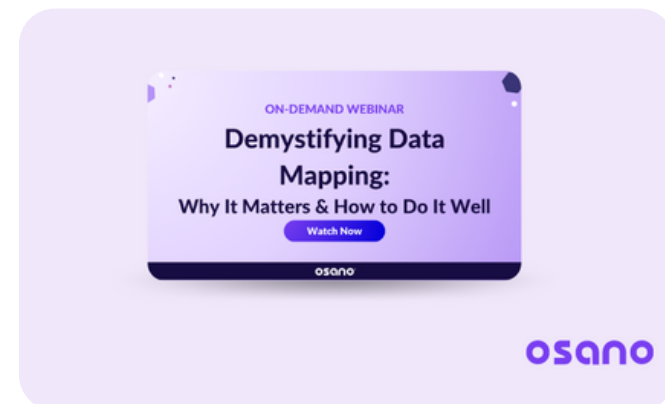 ON-DEMAND WEBINAR
Demystifying Data
Mapping:
Why It Matters & How to Do It Well
Watch Now
osano
osano